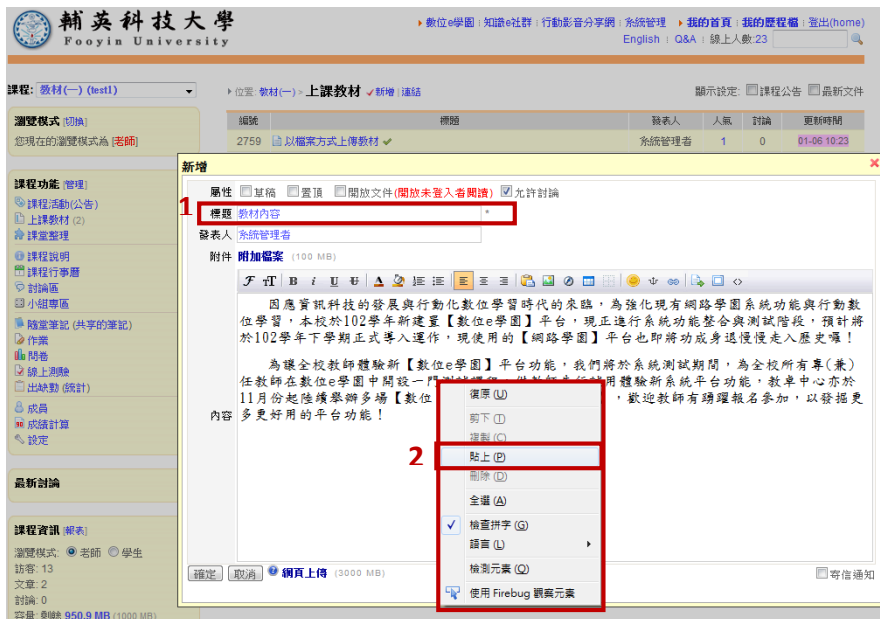 輔英科技大學
Fooyin University
數位e學園 | 知識e社群 | 行動影音分享網 | 系統管理 我的首頁 | 我的歷程檔 | 登出(home)
English | Q&A | 線上人數:23
課程: 教材(一) (test1)
位置: 教材(一) > 上課教材 新增 | 連結
顯示設定: 課程公告 最新文件
瀏覽模式 [切換]
您現在的瀏覽模式為 [老師]
編號 標題 發表人 人氣 討論 更新時間
2759 以檔案方式上傳教材 系統管理者 1 0 01-06 10:23
課程功能 [管理]
課程活動(公告)
上課教材 (2)
課堂整理
課程說明
課程行事曆
討論區
小組專區
隨堂筆記 (共享的筆記)
作業
問卷
線上測驗
出缺勤 (統計)
成員
成績計算
設定
最新討論
課程資訊 [報表]
瀏覽模式: 老師 學生
訪客: 13
文章: 2
討論: 0
容量: 剩餘 950.9 MB (1000 MB)
新增
屬性 草稿 置頂 開放文件(開放未登入者閱讀) 允許討論
1
標題 教材內容 *
發表人 系統管理者
附件 附加檔案 (100 MB)
因應資訊科技的發展與行動化數位學習時代的來臨，為強化現有網路學園系統功能與行動數
位學習，本校於102學年新建置【數位e學園】平台，現正進行系統功能整合與測試階段，預計將
於102學年下學期正式導入運作，現使用的【網路學園】平台也即將功成身退慢慢走入歷史囉！
為讓全校教師體驗新【數位e學園】平台功能，我們將於系統測試期間，為全校所有專(兼)
任教師在數位e學園中開設一門 用體驗新系統平台功能，教卓中心亦於
11月份起陸續舉辦多場【數位 ，歡迎教師有踴躍報名參加，以發掘更
內容 多更好用的平台功能！
2
復原(U)
剪下(T)
複製(C)
貼上(P)
刪除(D)
全選(A)
檢查拼字(G)
語言(L)
檢測元素(Q)
使用 Firebug 觀察元素
確定 取消 網頁上傳 (3000 MB)
寄信通知